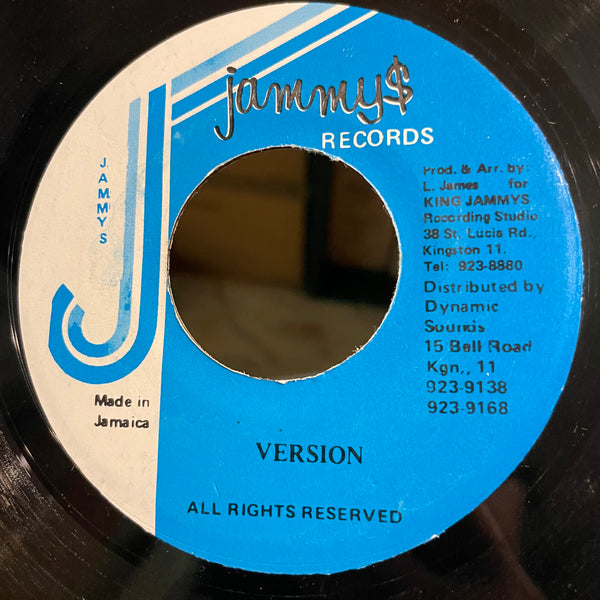 jammy$
RECORDS
JAMMYS
Prod. & Arr. by:
L. James for
KING JAMMYS
Recording Studio
38 St. Lucia Rd.,
Kingston 11.
Tel: 923-8880
Distributed by
Dynamic
Sounds
15 Bell Road
Kgn,, 11
923-9138
923-9168
Made in
Jamaica
VERSION
ALL RIGHTS RESERVED